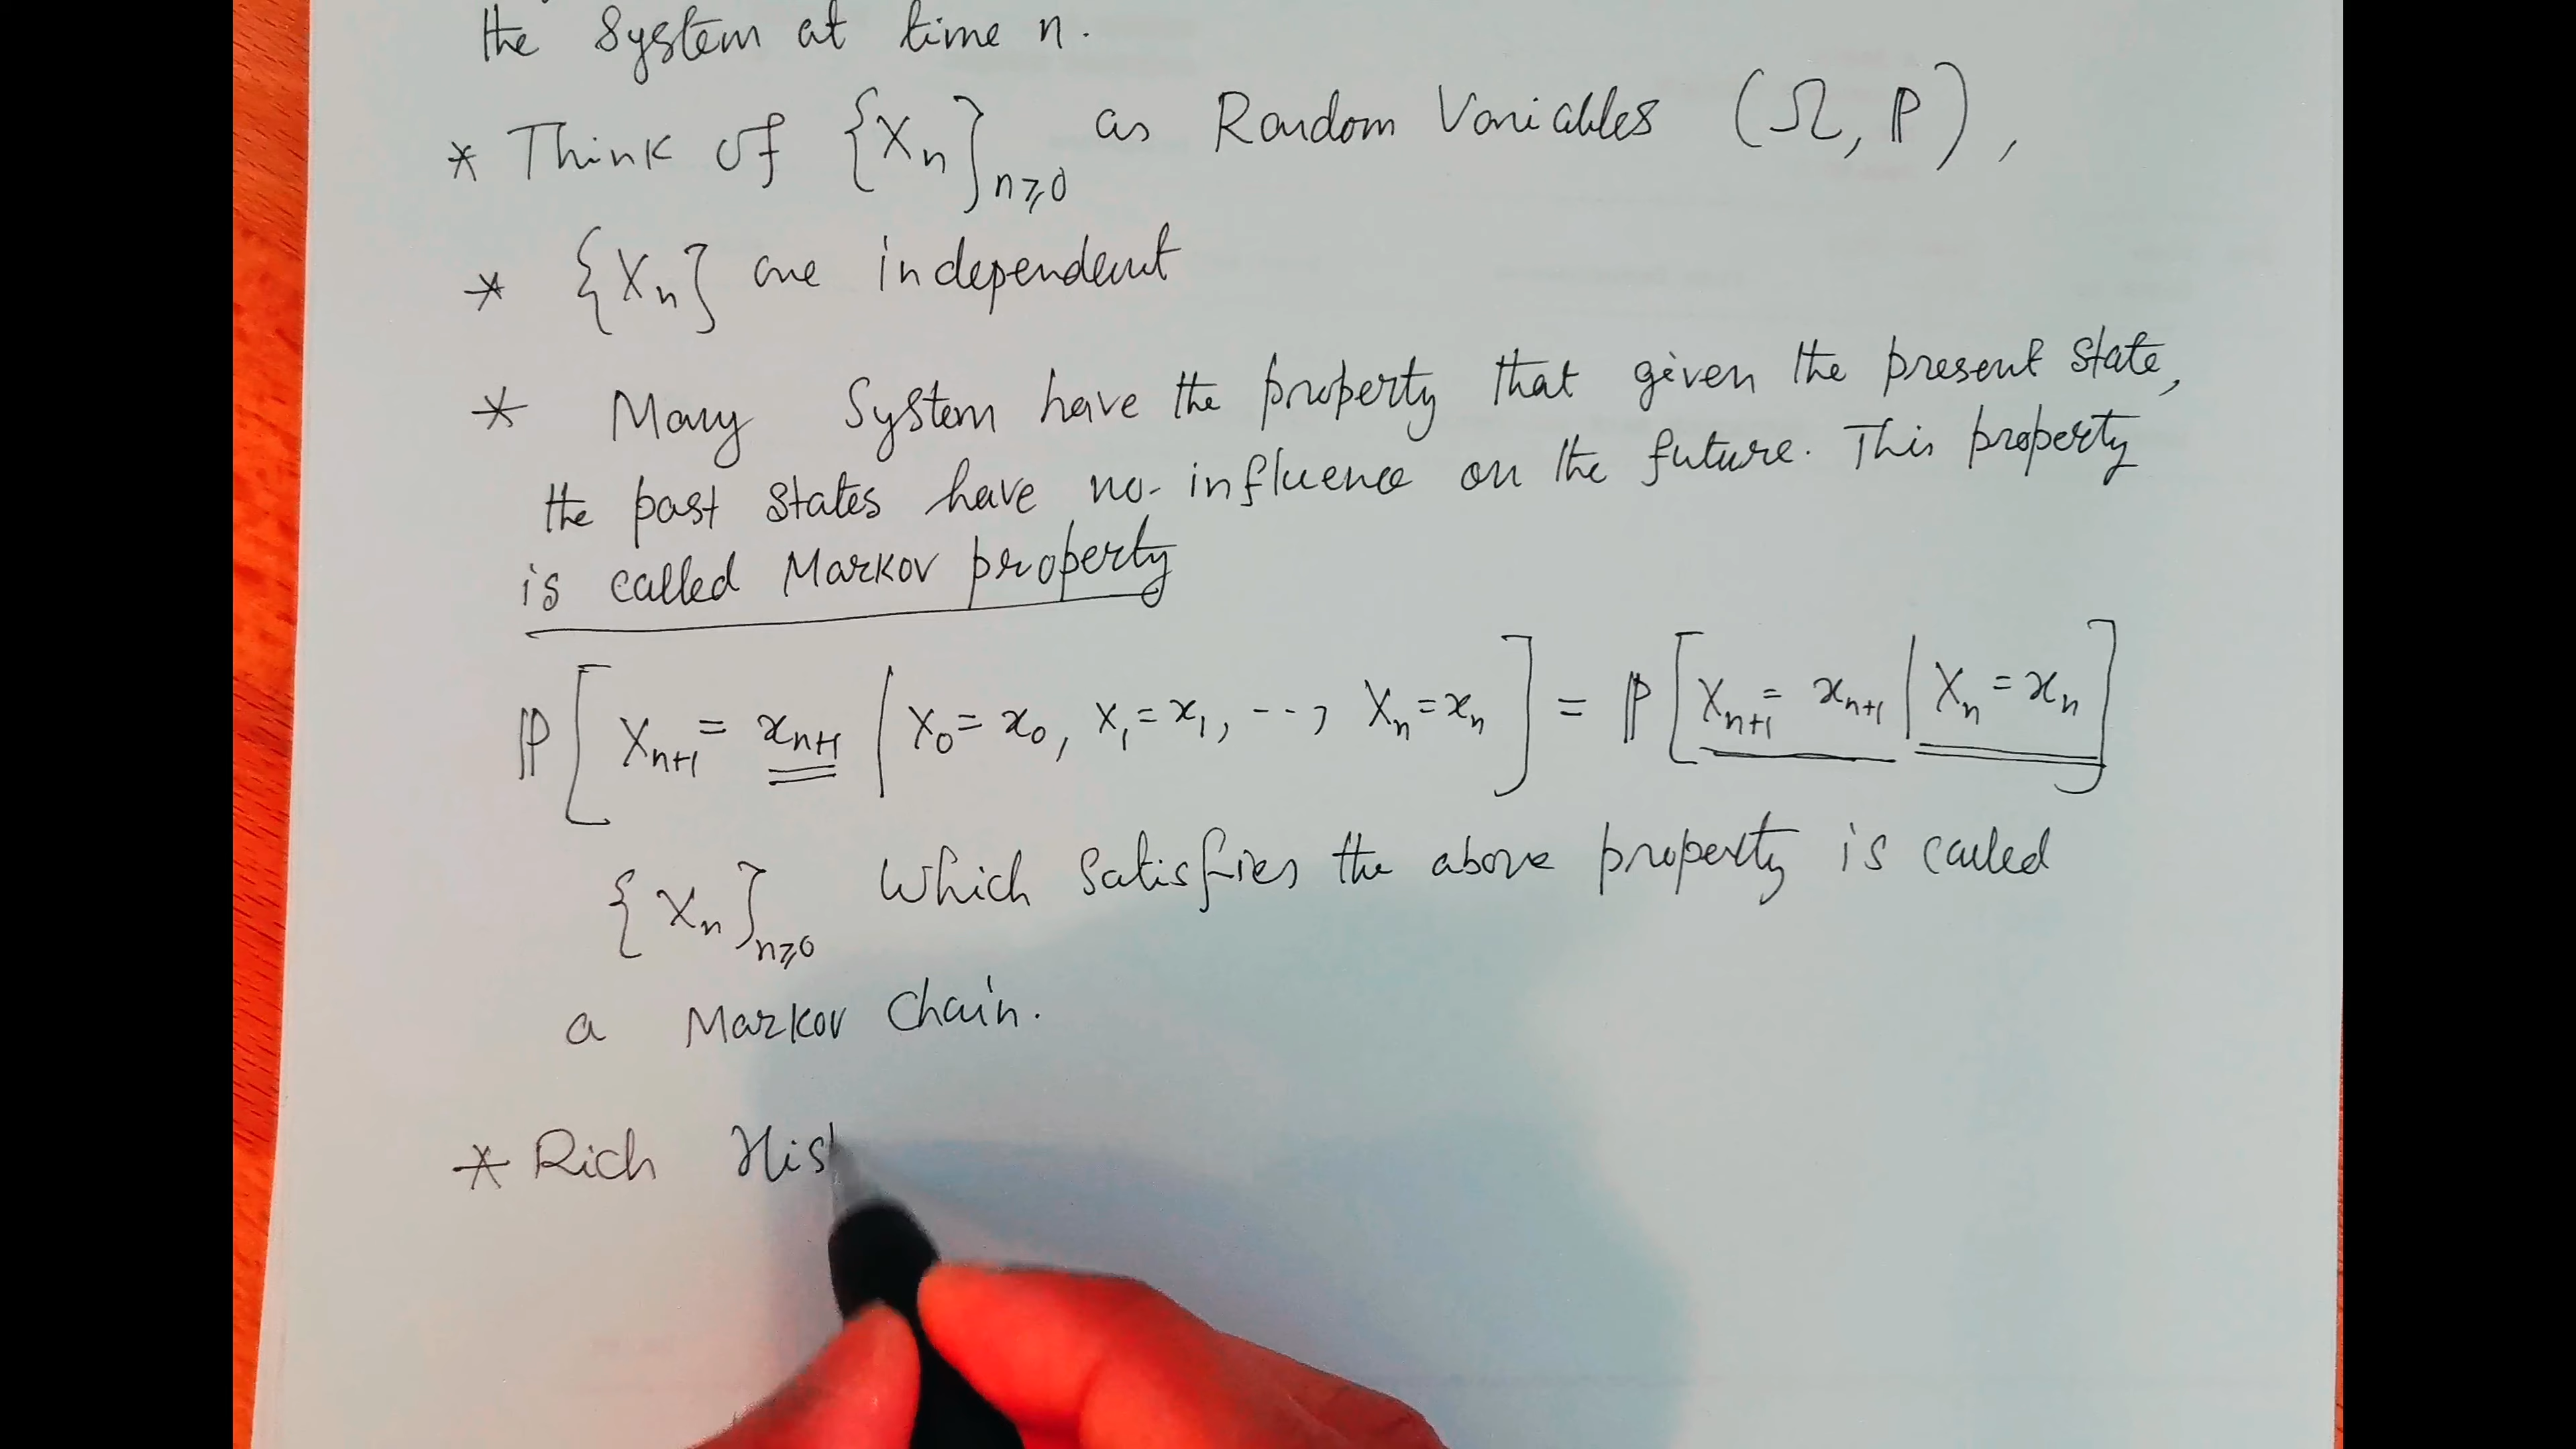 the System at time n.
* Think of {Xₙ}ₙ⩾₀ as Random Variables (Ω, ℙ),
* {Xₙ} are independent
* Many System have the property that given the present state,
the past states have no- influence on the future. This property
is called Markov property
ℙ[Xₙ₊₁ = xₙ₊₁ | X₀ = x₀, X₁ = x₁, ---, Xₙ = xₙ] = ℙ[Xₙ₊₁ = xₙ₊₁ | Xₙ = xₙ]
{Xₙ}ₙ⩾₀ Which satisfies the above property is called
a Markov Chain.
* Rich His